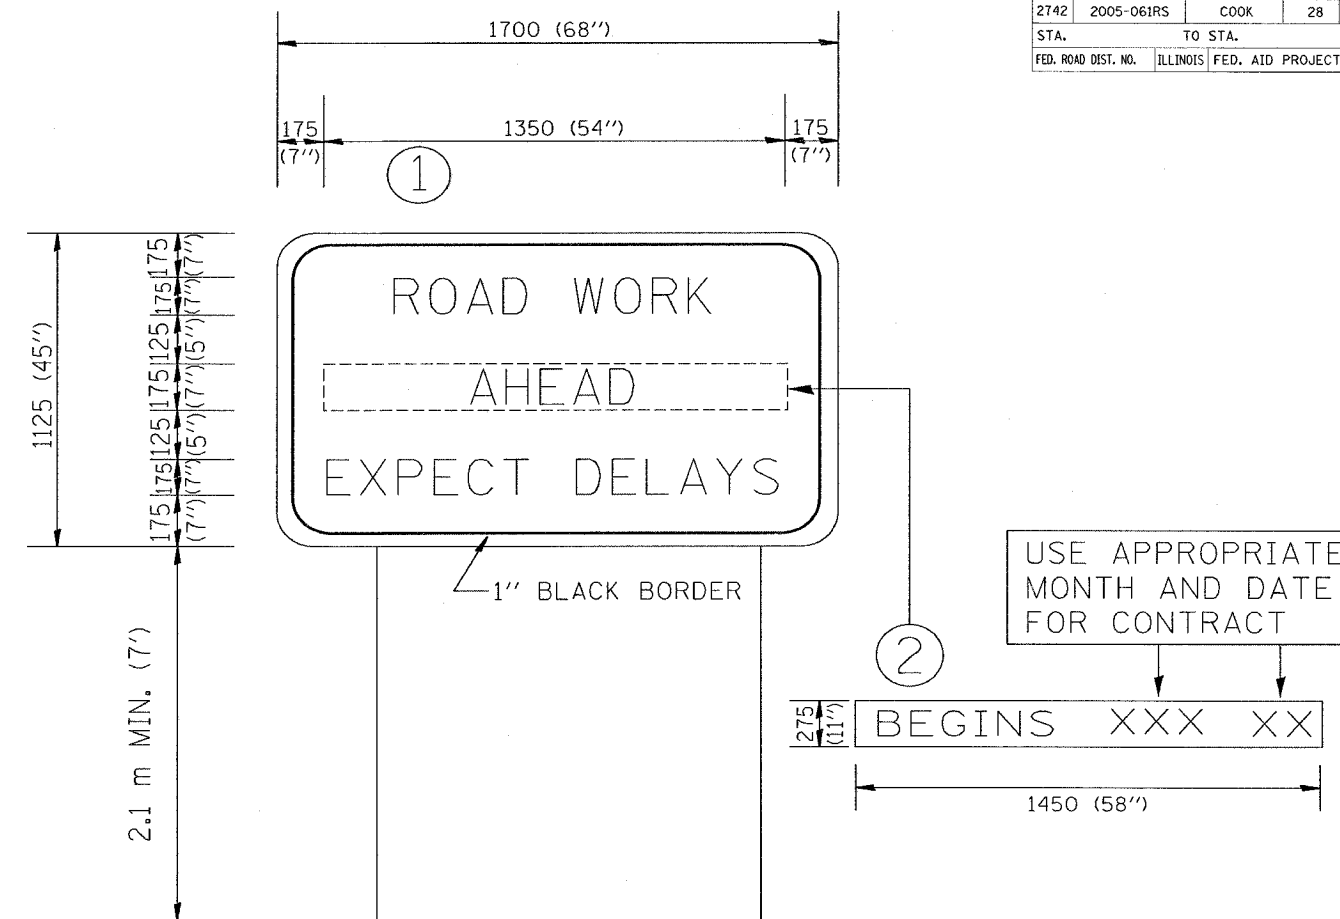 2742 2005-061RS COOK 28
STA. TO STA.
FED. ROAD DIST. NO. ILLINOIS FED. AID PROJECT
1700 (68'')
175 (7'')
1350 (54'')
175 (7'')
1
1125 (45'')
175 (7'')
175 (7'')
125 (5'')
175 (7'')
125 (5'')
175 (7'')
175 (7'')
ROAD WORK
AHEAD
EXPECT DELAYS
1'' BLACK BORDER
2.1 m MIN. (7')
2
USE APPROPRIATE
MONTH AND DATE
FOR CONTRACT
275 (11'')
BEGINS XXX XX
1450 (58'')